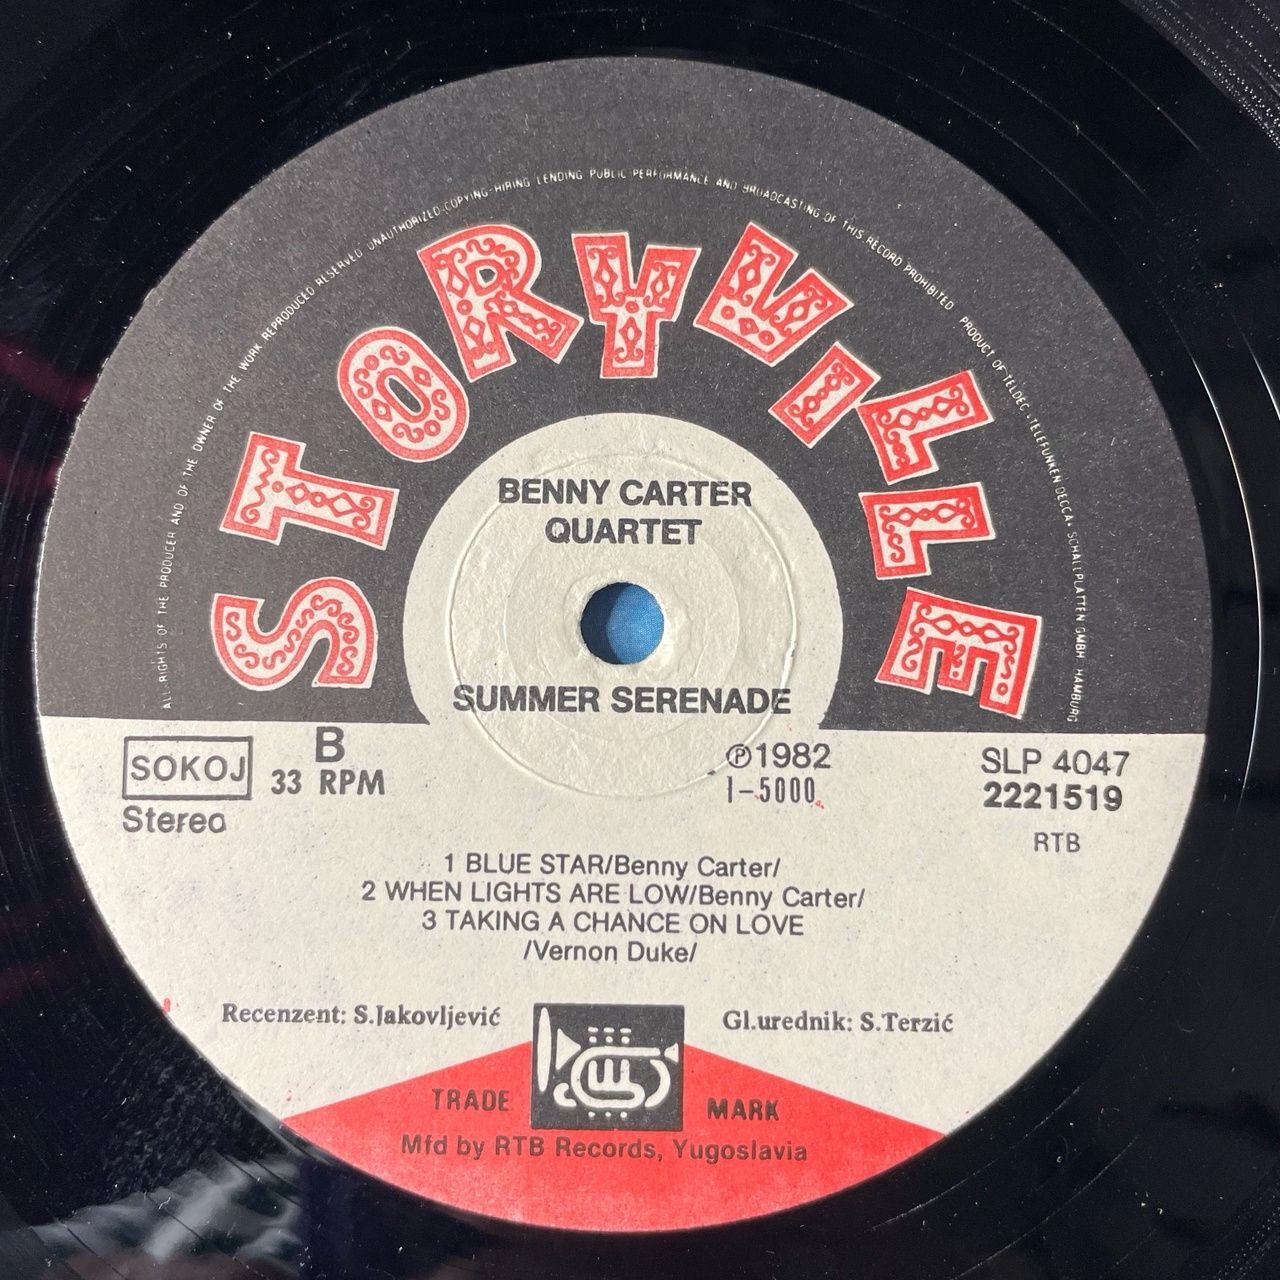 ALL RIGHTS OF THE PRODUCER AND OF THE OWNER OF THE WORK REPRODUCED RESERVED UNAUTHORIZED COPYING-HIRING LENDING PUBLIC PERFORMANCE AND BROADCASTING OF THIS RECORD PROHIBITED PRODUCT OF TELDEC »TELEFUNKEN DECCA« SCHALLPLATTEN GMBH HAMBURG
STORYVILLE
BENNY CARTER
QUARTET
SUMMER SERENADE
SOKOJ
B
33 RPM
Stereo
℗1982
1-5000
SLP 4047
2221519
RTB
1 BLUE STAR/Benny Carter/
2 WHEN LIGHTS ARE LOW/Benny Carter/
3 TAKING A CHANCE ON LOVE
/Vernon Duke/
Recenzent: S.Jakovljević
Gl.urednik: S.Terzić
TRADE MARK
Mfd by RTB Records, Yugoslavia